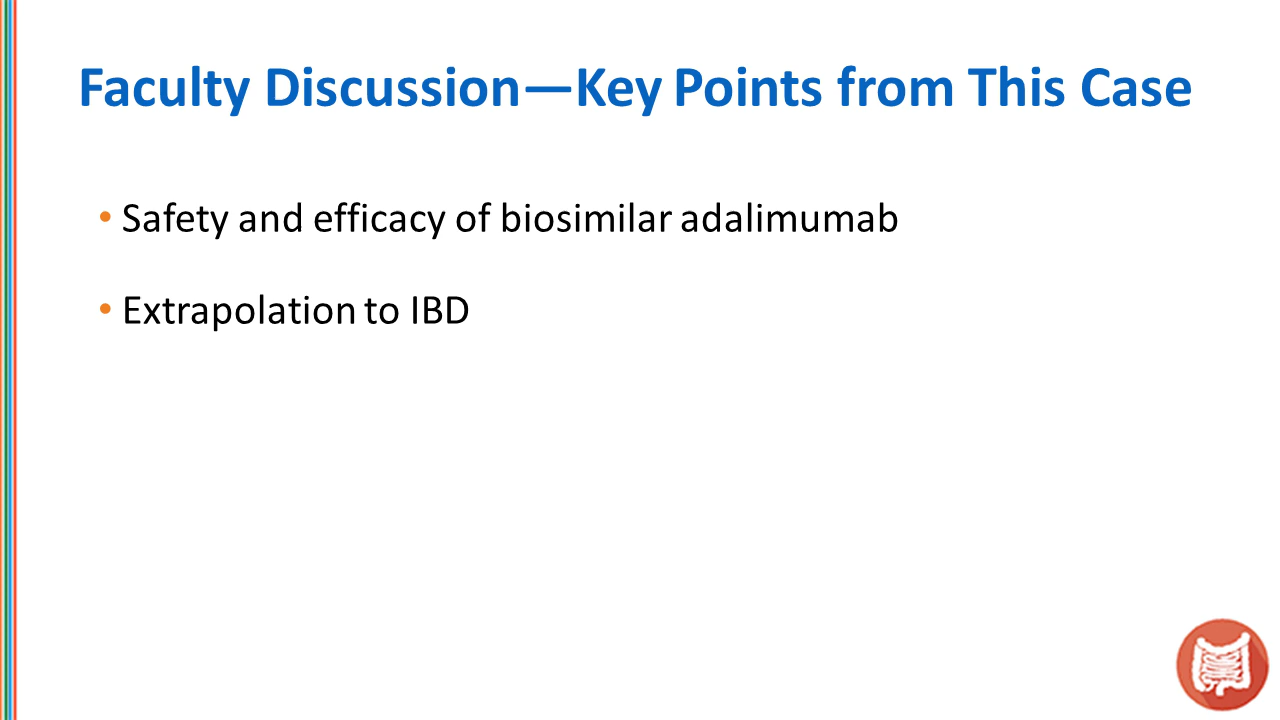 Faculty Discussion—Key Points from This Case
• Safety and efficacy of biosimilar adalimumab
• Extrapolation to IBD